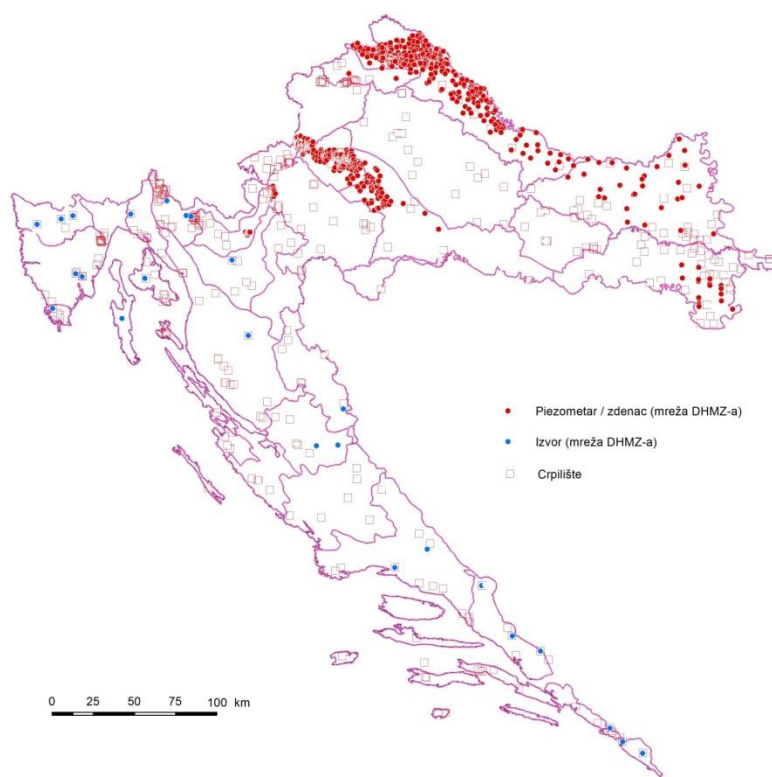 Piezometar / zdenac (mreža DHMZ-a)
Izvor (mreža DHMZ-a)
Crpilište
0 25 50 75 100 km